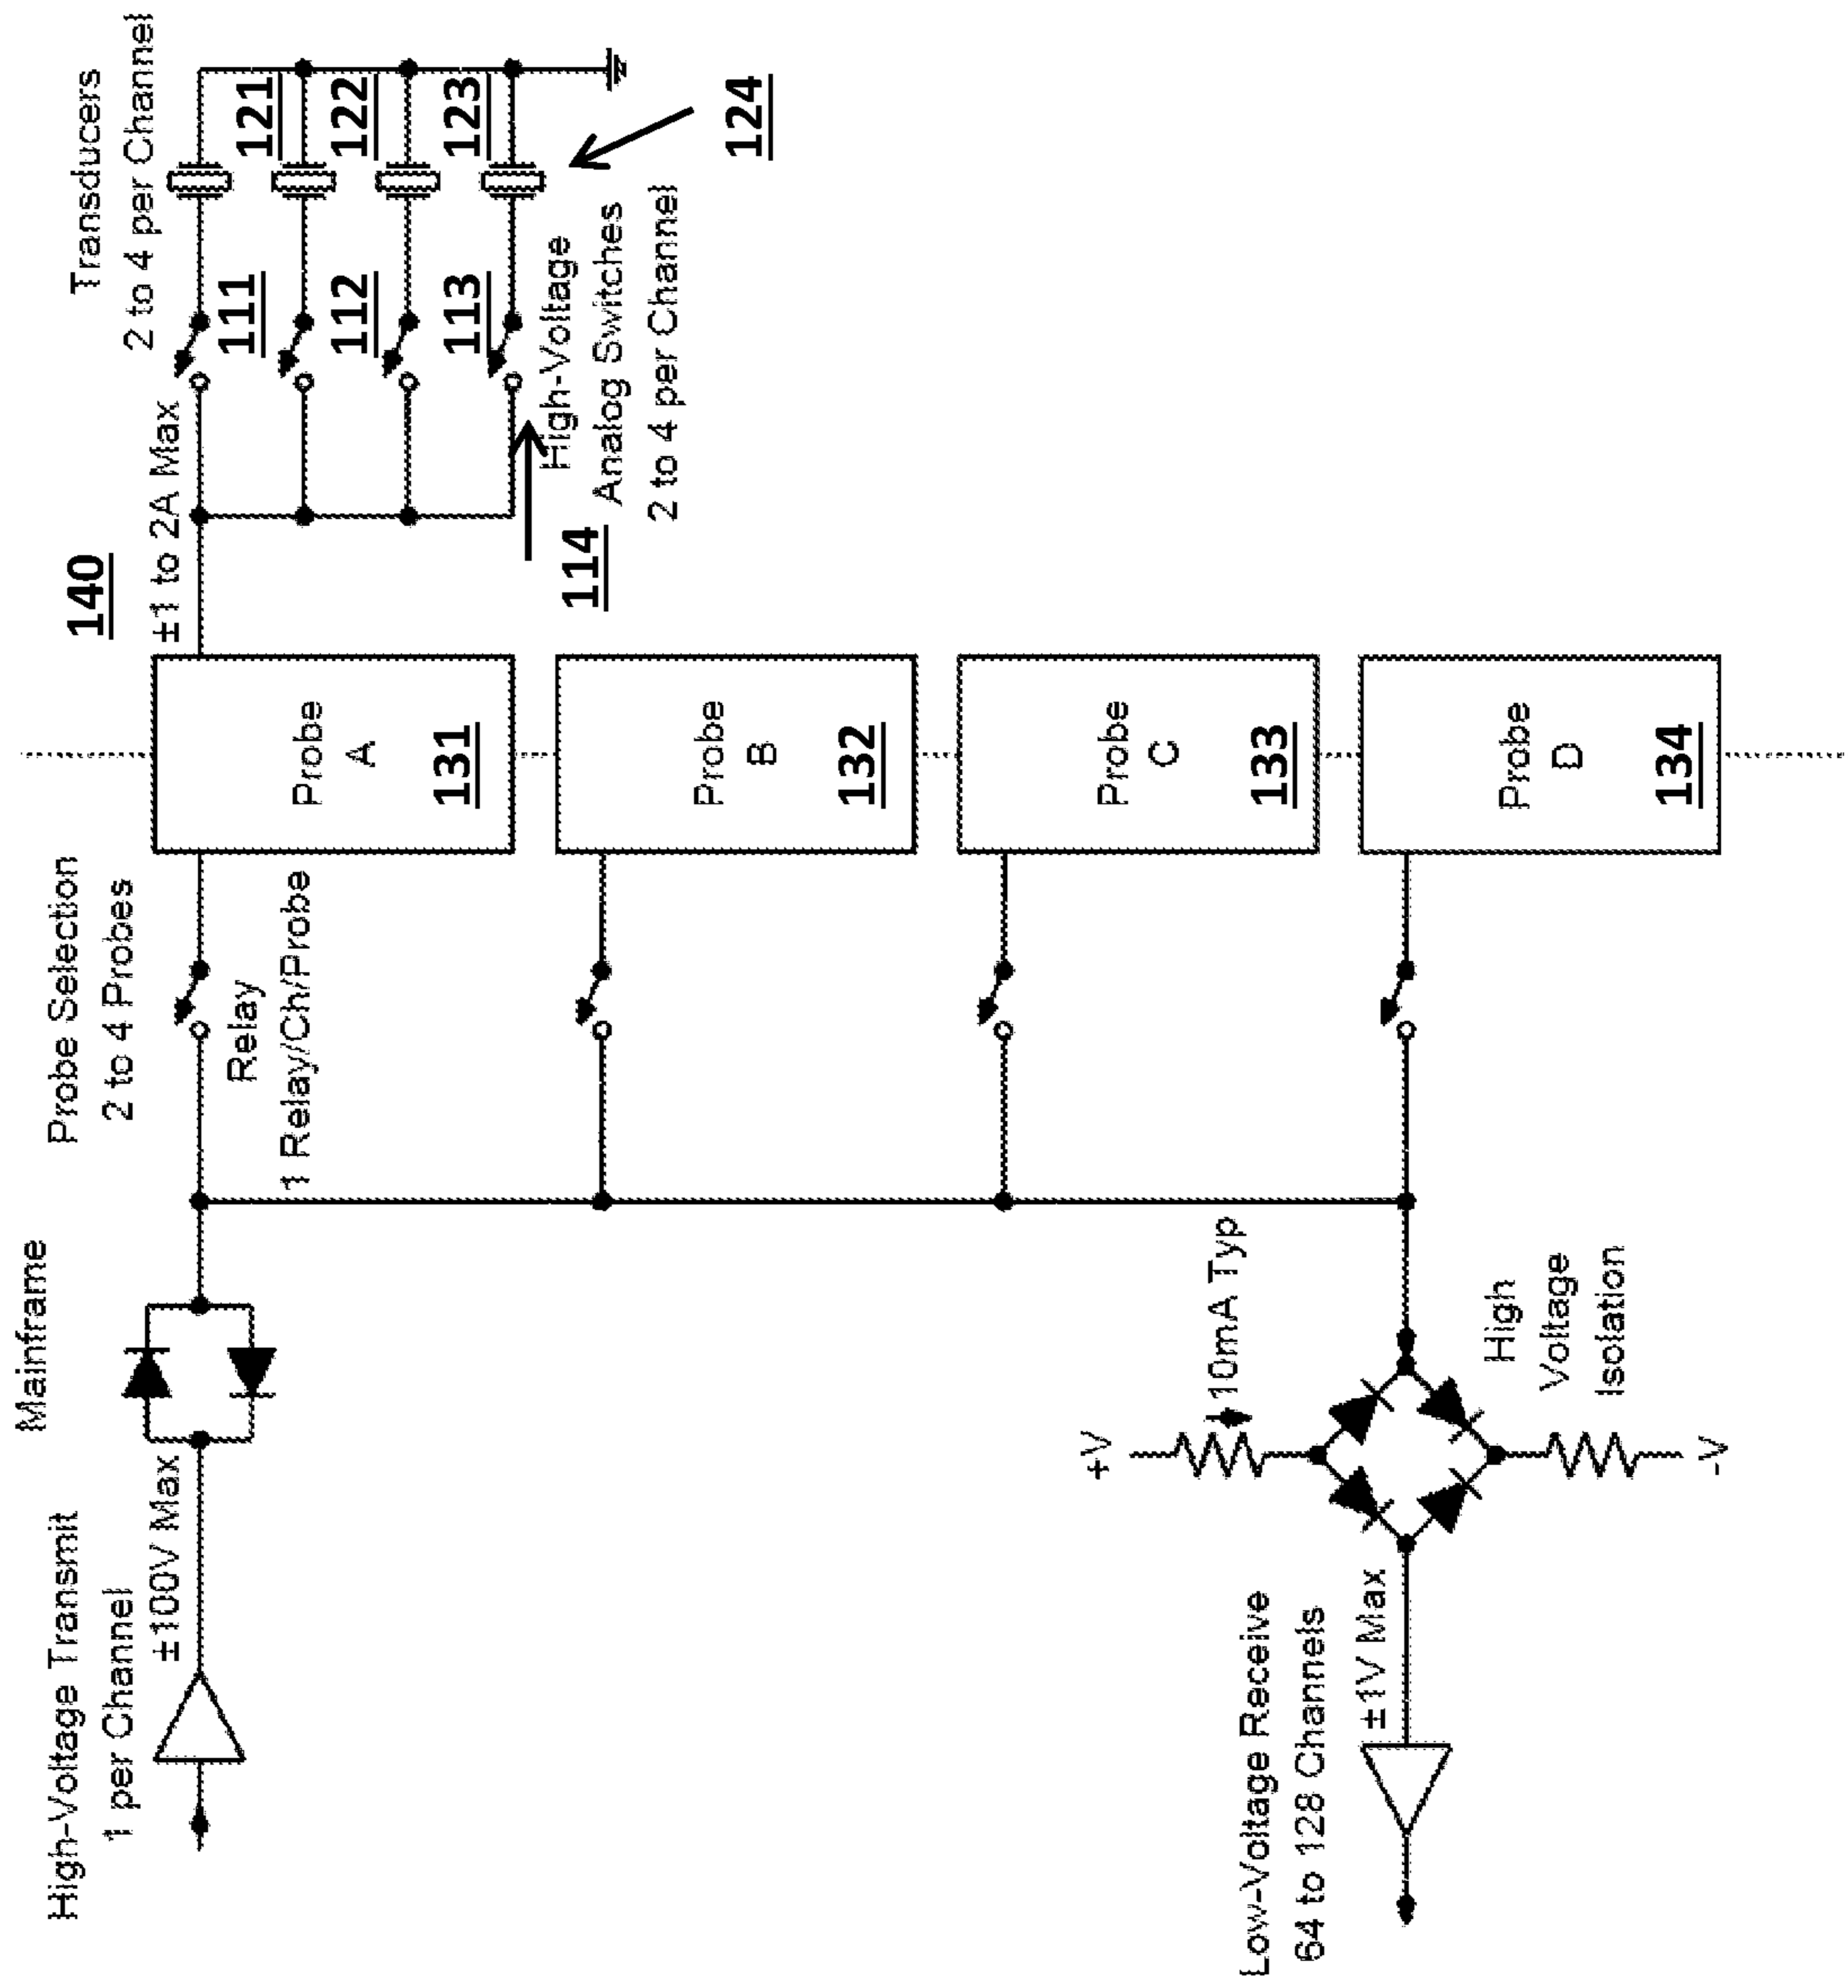 High-Voltage Transmit
1 per Channel
±100V Max
Mainframe
Probe Selection
2 to 4 Probes
Relay
1 Relay/Ch/Probe
140
±1 to 2A Max
Transducers
2 to 4 per Channel
111
121
112
122
113
123
114
High-Voltage
Analog Switches
2 to 4 per Channel
124
Probe
A
131
Probe
B
132
Probe
C
133
Probe
D
134
+V
10mA Typ
-V
High
Voltage
Isolation
Low-Voltage Receive
64 to 128 Channels
±1V Max